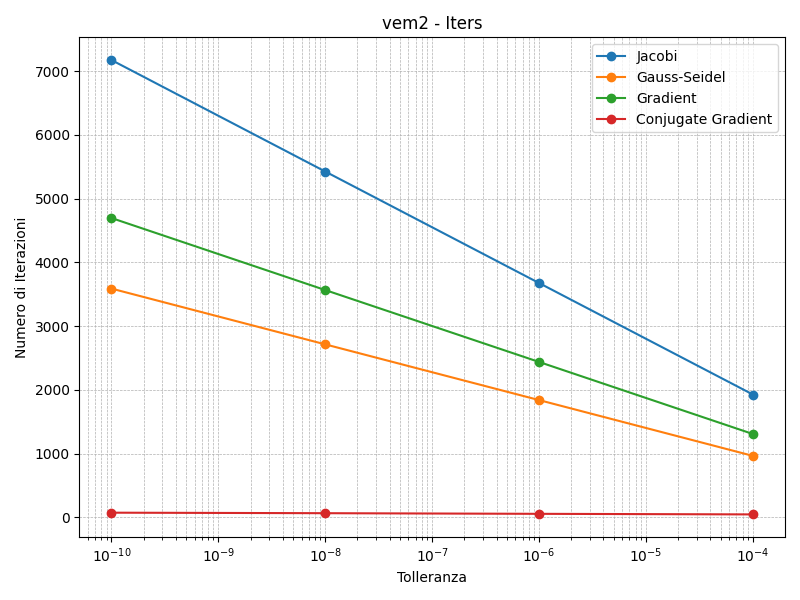 vem2 - Iters
Jacobi
Gauss-Seidel
Gradient
Conjugate Gradient
Numero di Iterazioni
7000
6000
5000
4000
3000
2000
1000
0
10⁻¹⁰ 10⁻⁹ 10⁻⁸ 10⁻⁷ 10⁻⁶ 10⁻⁵ 10⁻⁴
Tolleranza